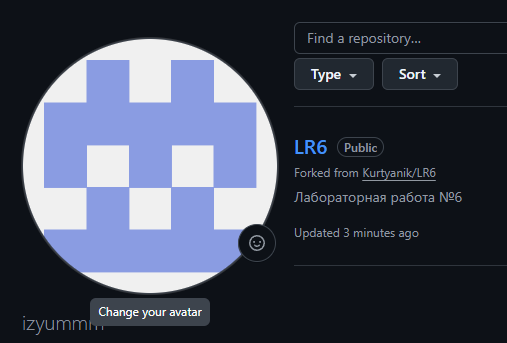 Find a repository...
Type
Sort
LR6 Public
Forked from Kurtyanik/LR6
Лабораторная работа №6
Updated 3 minutes ago
Change your avatar
izyummm